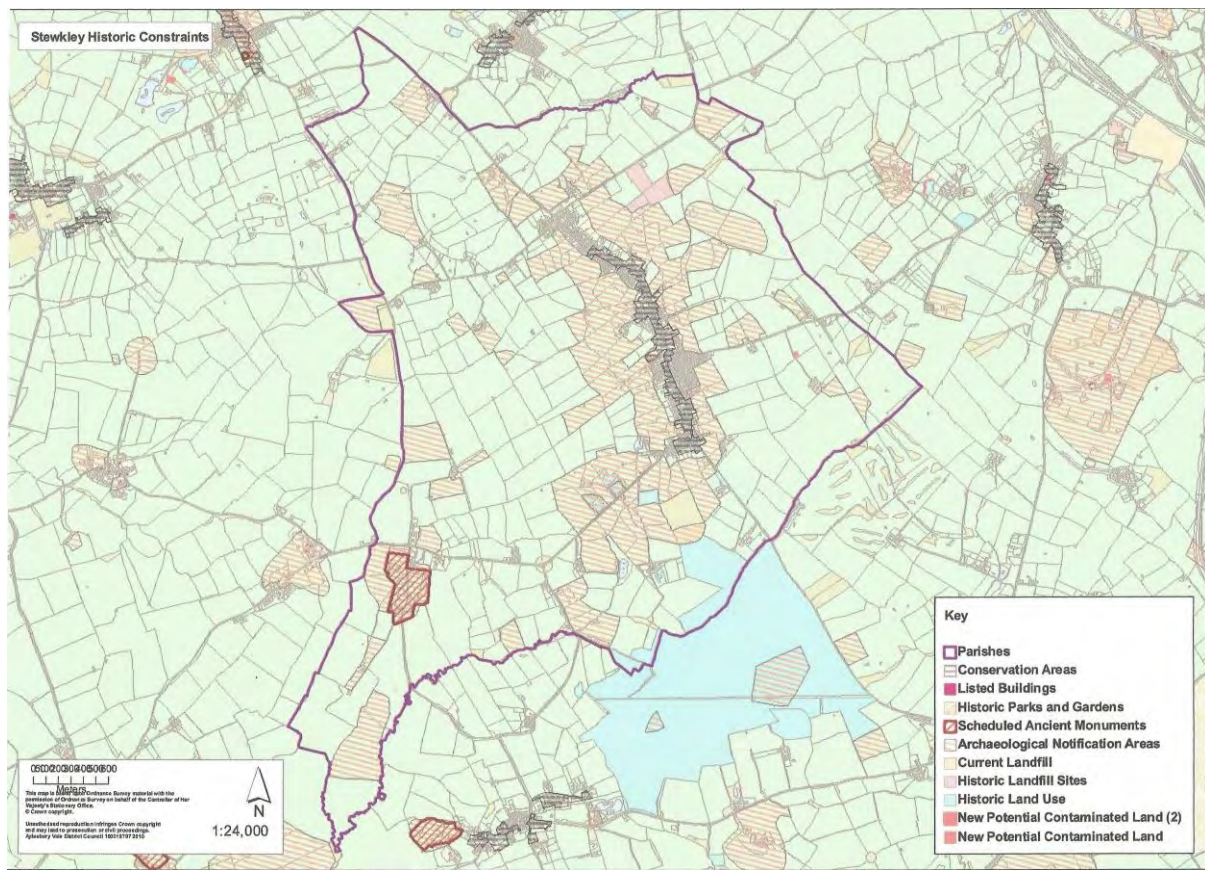 Stewkley Historic Constraints
Key
Parishes
Conservation Areas
Listed Buildings
Historic Parks and Gardens
Scheduled Ancient Monuments
Archaeological Notification Areas
Current Landfill
Historic Landfill Sites
Historic Land Use
New Potential Contaminated Land (2)
New Potential Contaminated Land
Meters
This map is based upon Ordnance Survey material with the
permission of Ordnance Survey on behalf of the Controller of Her
Majesty's Stationery Office.
© Crown copyright.
Unauthorised reproduction infringes Crown copyright
and may lead to prosecution or civil proceedings.
Aylesbury Vale District Council 2010
N
1:24,000